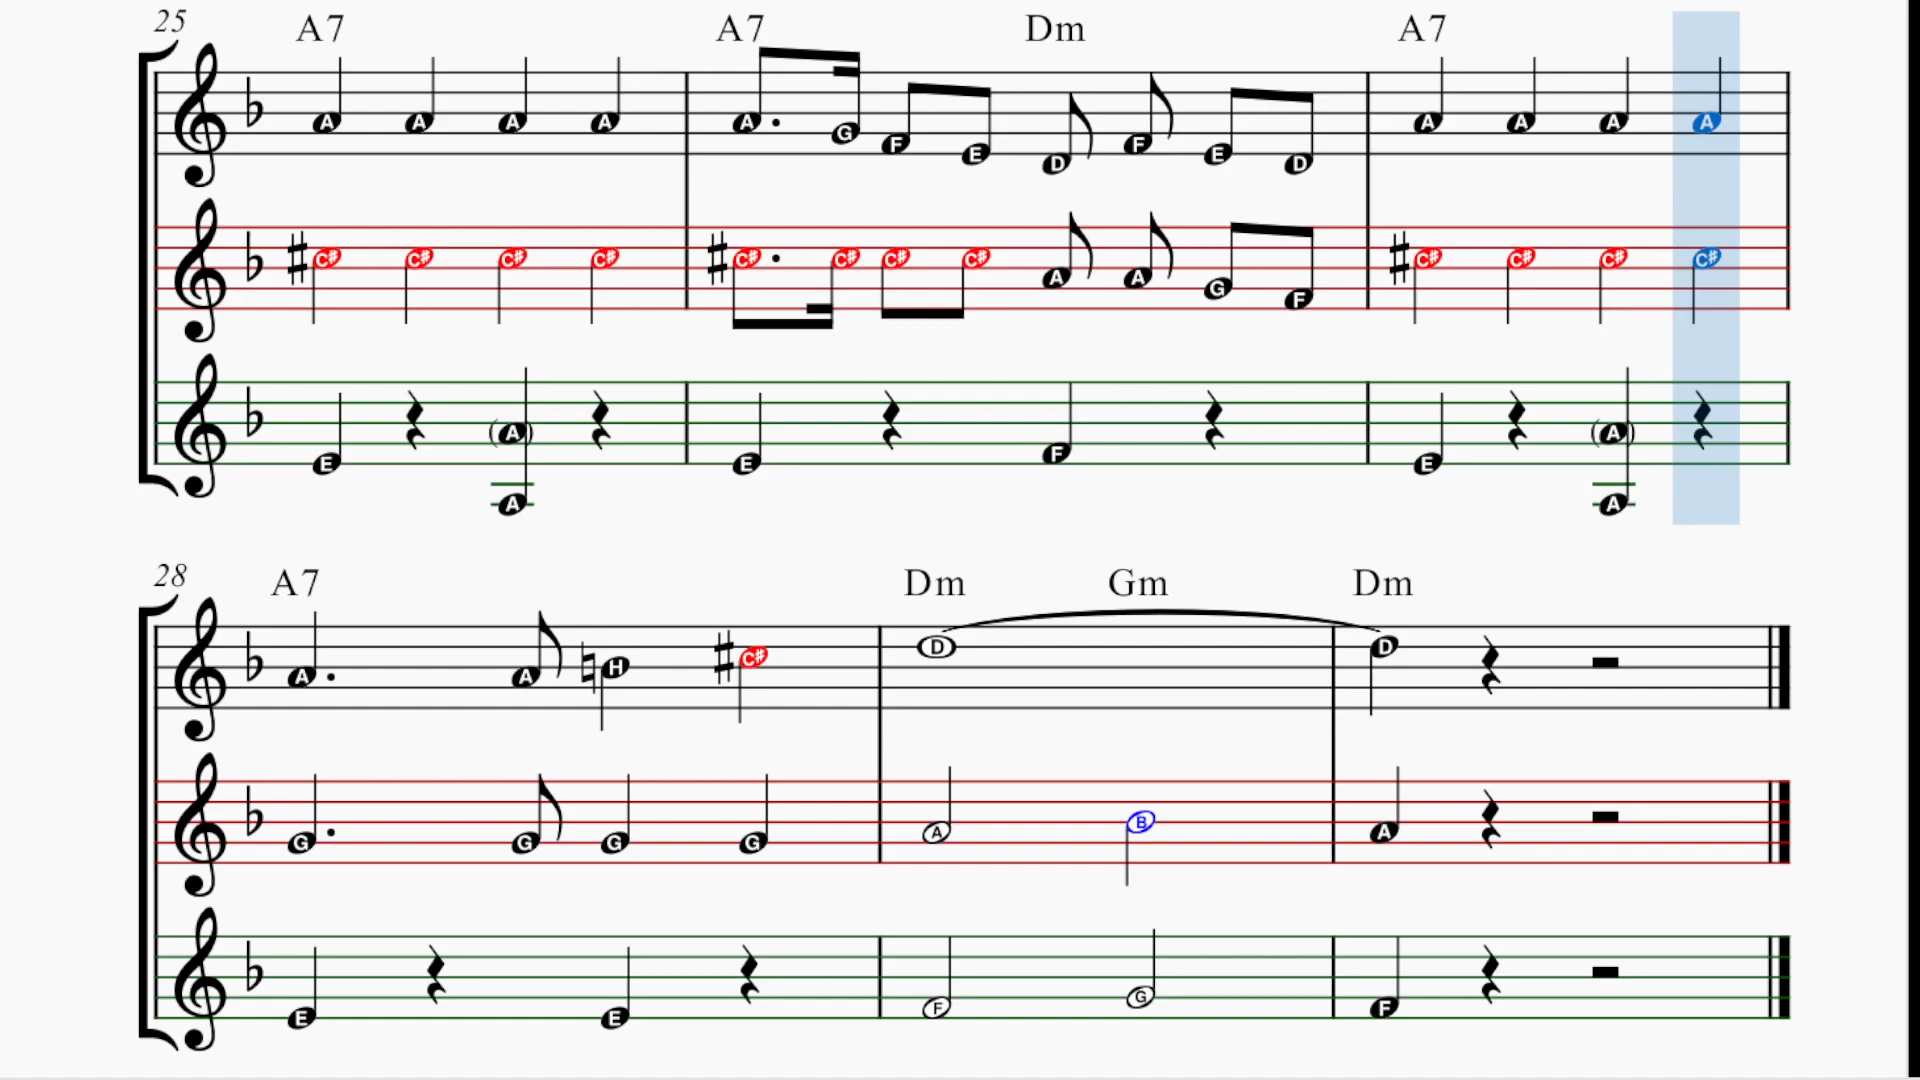 25 A7 A7 Dm A7
A A A A A G F E D F E D A A A A
C# C# C# C# C# C# C# C# A A G F C# C# C# C#
E (A) E F E (A)
A A
28 A7 Dm Gm Dm
A A H C# D D
G G G G A B A
E E F G F